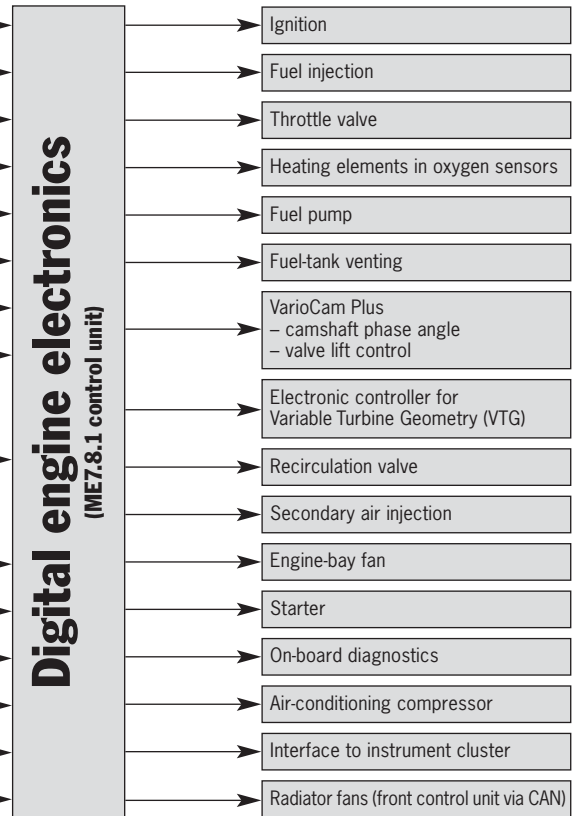 Digital engine electronics
(ME7.8.1 control unit)
Ignition
Fuel injection
Throttle valve
Heating elements in oxygen sensors
Fuel pump
Fuel-tank venting
VarioCam Plus
– camshaft phase angle
– valve lift control
Electronic controller for
Variable Turbine Geometry (VTG)
Recirculation valve
Secondary air injection
Engine-bay fan
Starter
On-board diagnostics
Air-conditioning compressor
Interface to instrument cluster
Radiator fans (front control unit via CAN)